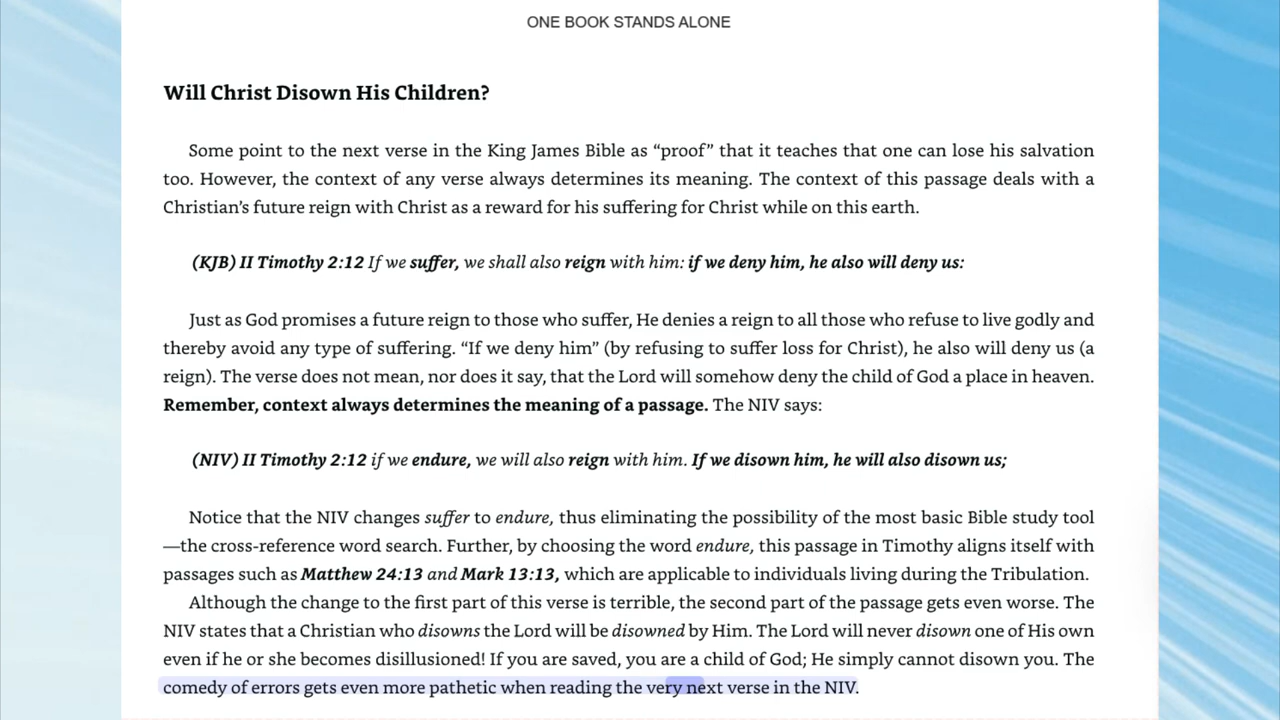 ONE BOOK STANDS ALONE
Will Christ Disown His Children?
Some point to the next verse in the King James Bible as “proof” that it teaches that one can lose his salvation
too. However, the context of any verse always determines its meaning. The context of this passage deals with a
Christian’s future reign with Christ as a reward for his suffering for Christ while on this earth.
(KJB) II Timothy 2:12 If we suffer, we shall also reign with him: if we deny him, he also will deny us:
Just as God promises a future reign to those who suffer, He denies a reign to all those who refuse to live godly and
thereby avoid any type of suffering. “If we deny him” (by refusing to suffer loss for Christ), he also will deny us (a
reign). The verse does not mean, nor does it say, that the Lord will somehow deny the child of God a place in heaven.
Remember, context always determines the meaning of a passage. The NIV says:
(NIV) II Timothy 2:12 if we endure, we will also reign with him. If we disown him, he will also disown us;
Notice that the NIV changes suffer to endure, thus eliminating the possibility of the most basic Bible study tool
—the cross-reference word search. Further, by choosing the word endure, this passage in Timothy aligns itself with
passages such as Matthew 24:13 and Mark 13:13, which are applicable to individuals living during the Tribulation.
Although the change to the first part of this verse is terrible, the second part of the passage gets even worse. The
NIV states that a Christian who disowns the Lord will be disowned by Him. The Lord will never disown one of His own
even if he or she becomes disillusioned! If you are saved, you are a child of God; He simply cannot disown you. The
comedy of errors gets even more pathetic when reading the very next verse in the NIV.